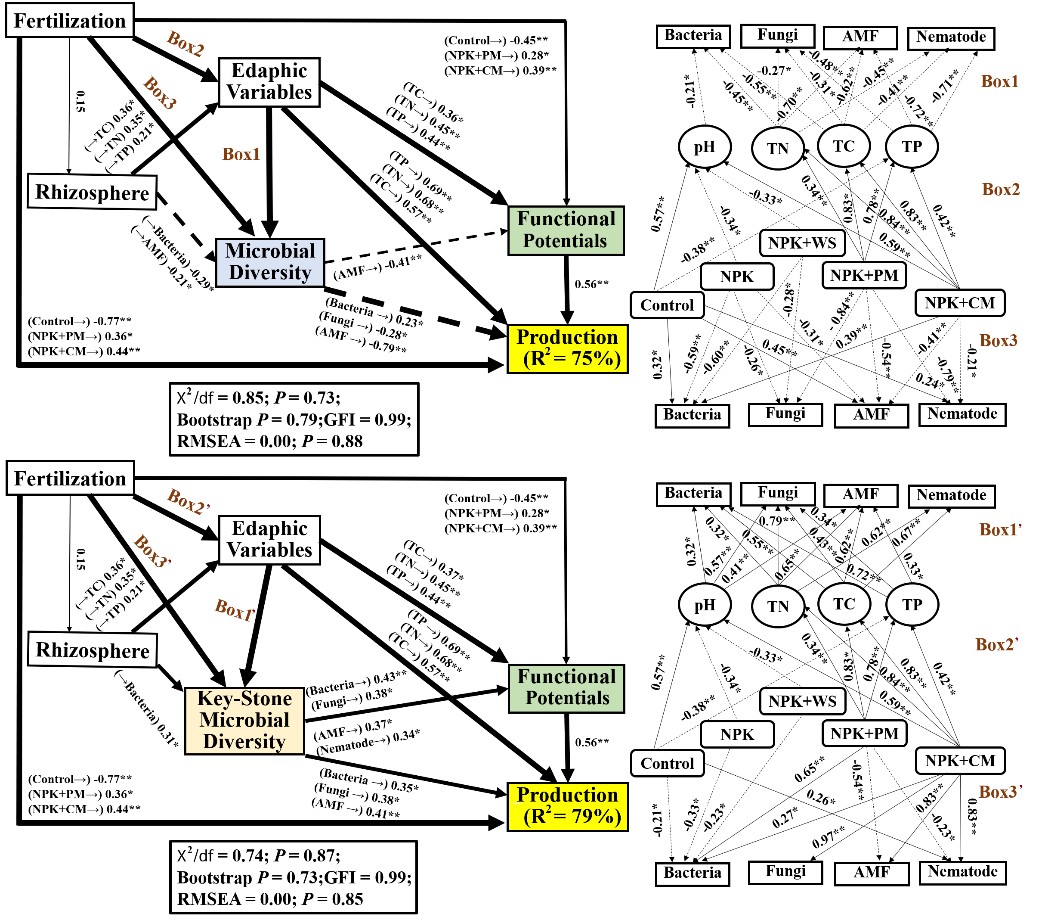 Fertilization
Box2
(Control→) -0.45**
(NPK+PM→) 0.28*
(NPK+CM→) 0.39**
Edaphic
Variables
Box3
0.15
(→TC) 0.36*
(→TN) 0.35*
(→TP) 0.21*
(TC→) 0.36*
(TN→) 0.45**
(TP→) 0.44**
Box1
(TP→) 0.69**
(TN→) 0.68**
(TC→) 0.57**
Rhizosphere
(→Bacteria) -0.29*
(→AMF) -0.21*
Microbial
Diversity
Functional
Potentials
(AMF→) -0.41**
0.56**
(Bacteria→) 0.23*
(Fungi→) -0.28*
(AMF→) -0.79**
(Control→) -0.77**
(NPK+PM→) 0.36*
(NPK+CM→) 0.44**
Production
(R²= 75%)
X²/df = 0.85; P = 0.73;
Bootstrap P = 0.79;GFI = 0.99;
RMSEA = 0.00; P = 0.88
Bacteria Fungi AMF Nematode
Box1
-0.21* -0.45** -0.55** -0.27* -0.70** -0.48** -0.31* -0.62** -0.45** -0.41** -0.72** -0.71**
pH TN TC TP
Box2
0.57** -0.38** -0.34* -0.33* 0.34** 0.83* 0.78** 0.84** 0.59** 0.83** 0.42**
NPK+WS
NPK NPK+PM
Control NPK+CM
Box3
0.32* -0.59** -0.60** -0.26* -0.28* -0.31* 0.45** 0.39** -0.84** -0.54** -0.41** 0.24* -0.79** -0.21*
Bacteria Fungi AMF Nematode
Fertilization
Box2'
(Control→) -0.45**
(NPK+PM→) 0.28*
(NPK+CM→) 0.39**
Edaphic
Variables
Box3'
0.15
(→TC) 0.36*
(→TN) 0.35*
(→TP) 0.21*
(TC→) 0.37*
(TN→) 0.45**
(TP→) 0.44**
Box1'
(TP→) 0.69**
(TN→) 0.68**
(TC→) 0.57**
Rhizosphere
(→Bacteria) 0.31*
Key-Stone
Microbial
Diversity
(Bacteria→) 0.43**
(Fungi→) 0.38*
(AMF→) 0.37*
(Nematode→) 0.34*
Functional
Potentials
0.56**
(Bacteria→) 0.35*
(Fungi→) 0.38*
(AMF→) 0.41**
(Control→) -0.77**
(NPK+PM→) 0.36*
(NPK+CM→) 0.44**
Production
(R²= 79%)
X²/df = 0.74; P = 0.87;
Bootstrap P = 0.73;GFI = 0.99;
RMSEA = 0.00; P = 0.85
Bacteria Fungi AMF Nematode
Box1'
0.32* 0.57** 0.41** 0.32* 0.55** 0.79** 0.65** 0.34* 0.43** 0.62** 0.72** 0.62** 0.67** 0.33*
pH TN TC TP
Box2'
0.57** -0.38** -0.34* -0.33* 0.34** 0.83* 0.78** 0.84** 0.59** 0.83** 0.42**
NPK+WS
NPK NPK+PM
Control NPK+CM
Box3'
-0.21* -0.33* -0.23* 0.65** 0.27* 0.26* 0.97** -0.54** 0.83** -0.23* 0.83**
Bacteria Fungi AMF Nematode